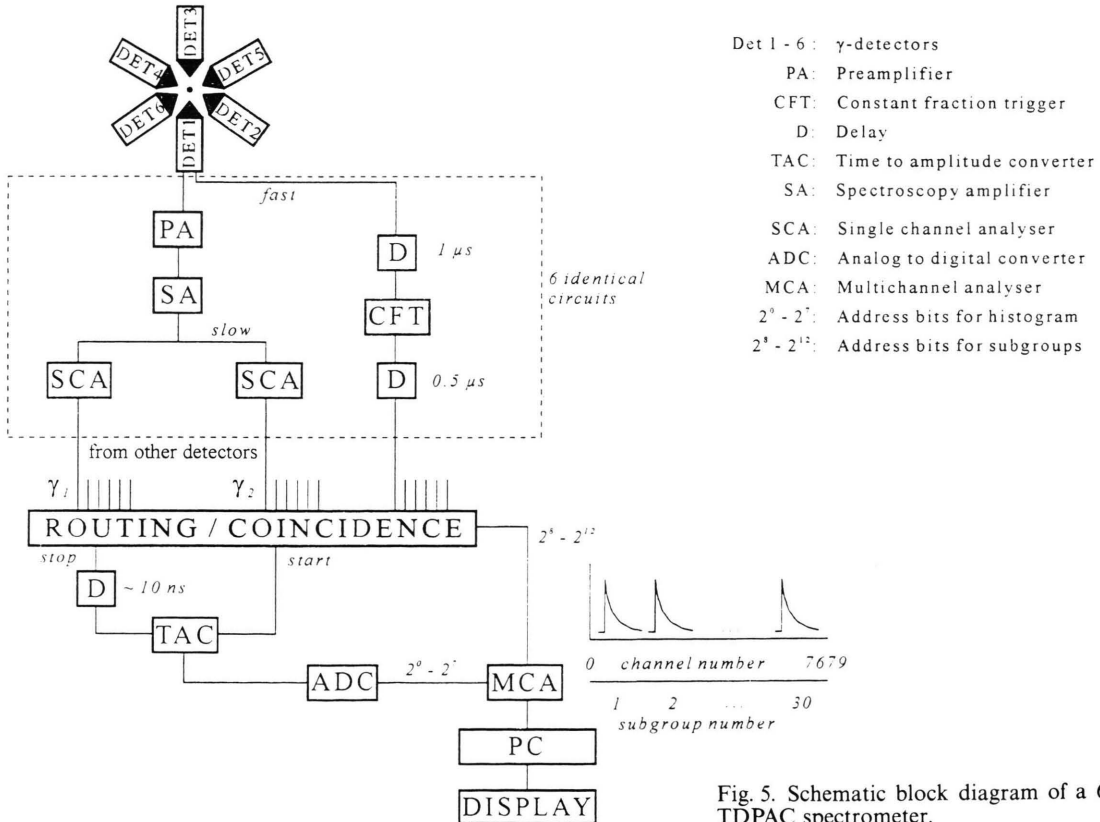 DET3
DET4
DET5
DET6
DET2
DET1
fast
PA
D
1 μs
SA
CFT
6 identical
circuits
slow
SCA
SCA
D
0.5 μs
from other detectors
γ₁
γ₂
ROUTING / COINCIDENCE
2⁸ - 2¹²
stop
start
D
~ 10 ns
TAC
ADC
2⁰ - 2⁷
MCA
PC
DISPLAY
...
0 channel number 7679
1 2 ... 30
subgroup number
Det 1 - 6 : γ-detectors
PA: Preamplifier
CFT: Constant fraction trigger
D: Delay
TAC: Time to amplitude converter
SA: Spectroscopy amplifier
SCA: Single channel analyser
ADC: Analog to digital converter
MCA: Multichannel analyser
2⁰ - 2⁷: Address bits for histogram
2⁸ - 2¹²: Address bits for subgroups
Fig. 5. Schematic block diagram of a
TDPAC spectrometer.